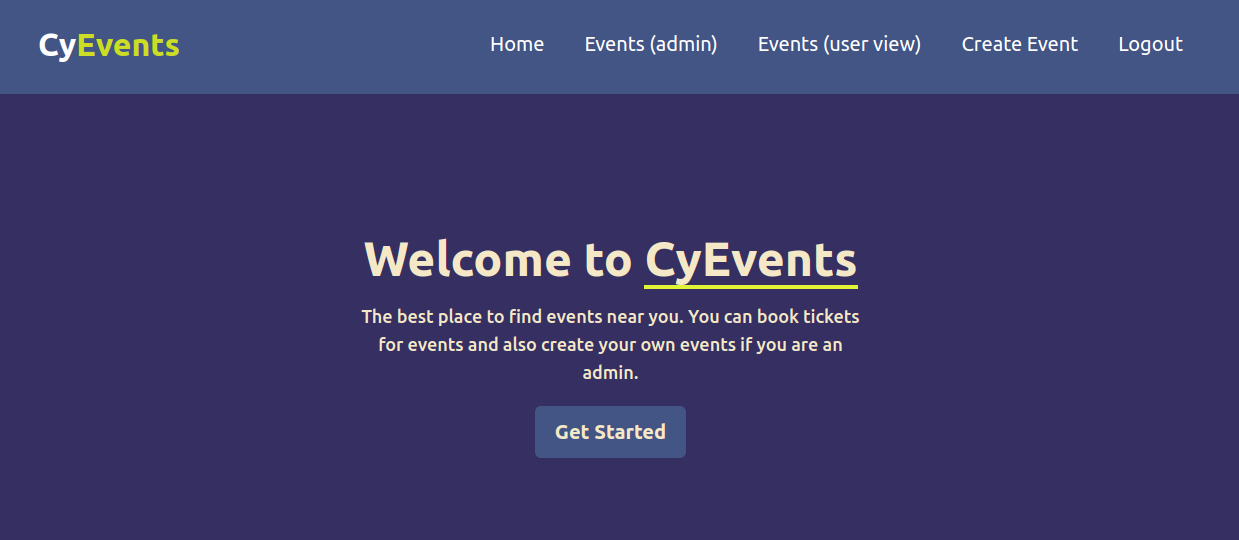 CyEvents Home Events (admin) Events (user view) Create Event Logout
Welcome to CyEvents
The best place to find events near you. You can book tickets
for events and also create your own events if you are an
admin.
Get Started